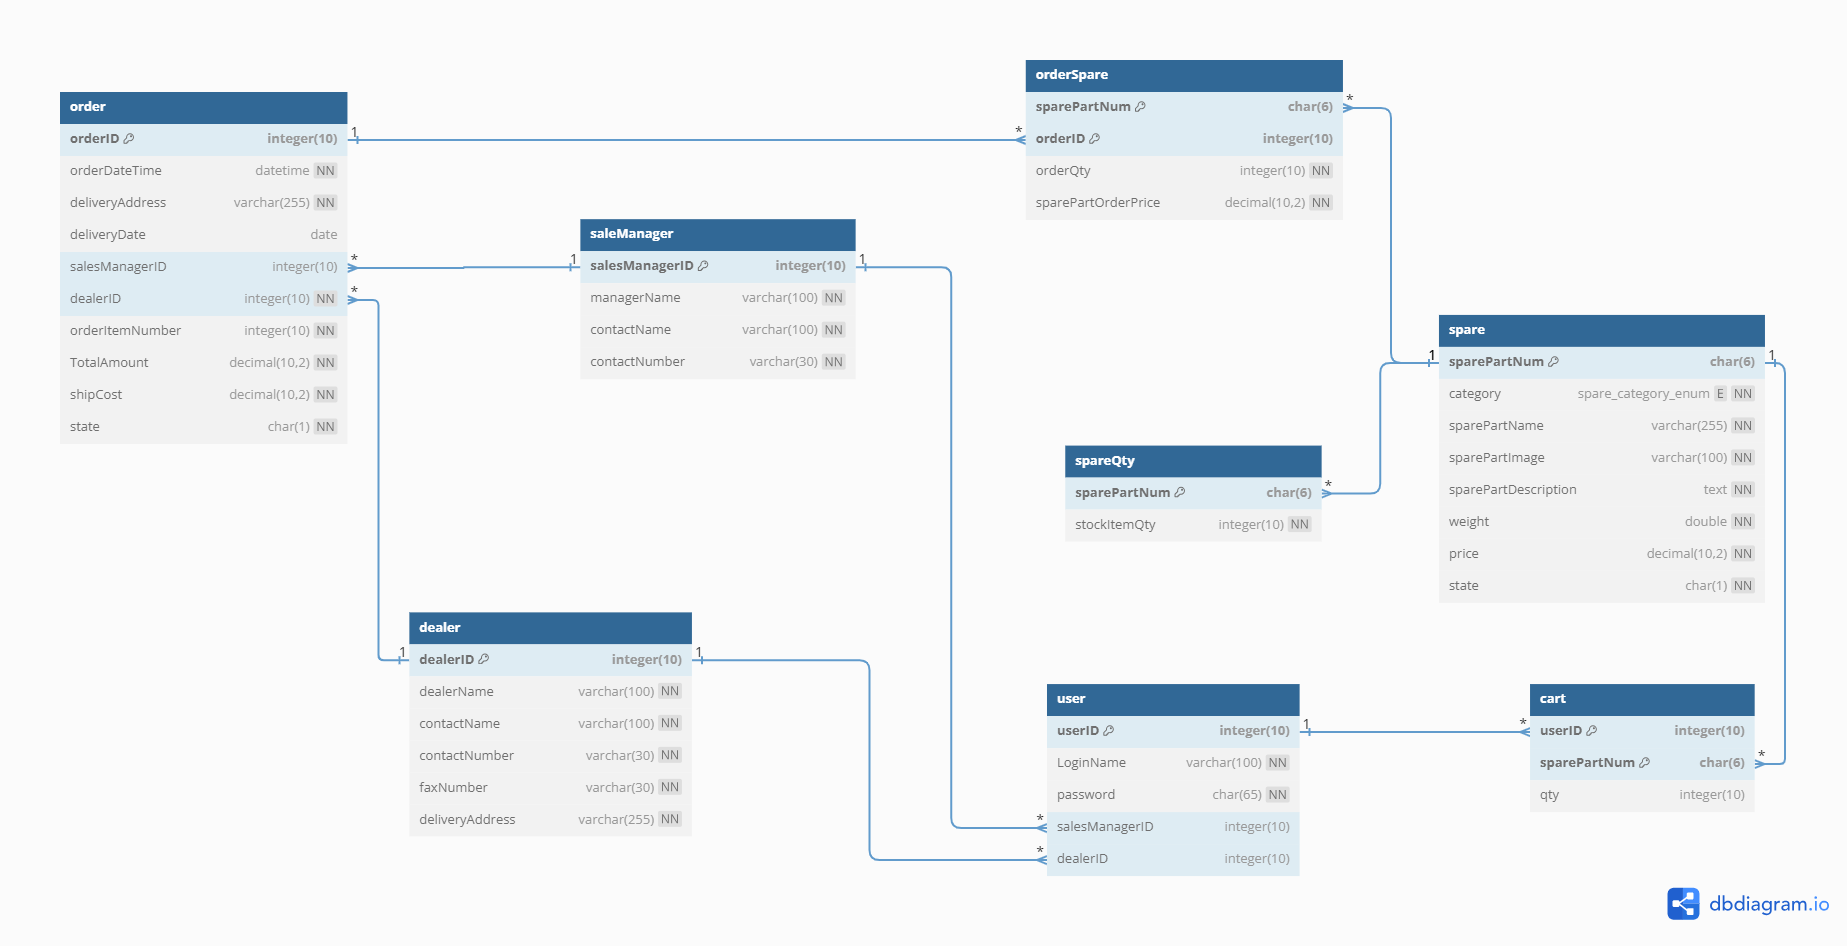 order
orderID integer(10)
orderDateTime datetime NN
deliveryAddress varchar(255) NN
deliveryDate date
salesManagerID integer(10)
dealerID integer(10) NN
orderItemNumber integer(10) NN
TotalAmount decimal(10,2) NN
shipCost decimal(10,2) NN
state char(1) NN
1
*
*
*
orderSpare
sparePartNum char(6)
orderID integer(10)
orderQty integer(10) NN
sparePartOrderPrice decimal(10,2) NN
*
saleManager
1
salesManagerID integer(10)
1
managerName varchar(100) NN
contactName varchar(100) NN
contactNumber varchar(30) NN
*
spare
1
sparePartNum char(6)
1
category spare_category_enum E NN
sparePartName varchar(255) NN
sparePartImage varchar(100) NN
sparePartDescription text NN
weight double NN
price decimal(10,2) NN
state char(1) NN
spareQty
sparePartNum char(6)
*
stockItemQty integer(10) NN
dealer
1
dealerID integer(10)
1
dealerName varchar(100) NN
contactName varchar(100) NN
contactNumber varchar(30) NN
faxNumber varchar(30) NN
deliveryAddress varchar(255) NN
user
userID integer(10)
1
LoginName varchar(100) NN
password char(65) NN
*
salesManagerID integer(10)
*
dealerID integer(10)
cart
*
userID integer(10)
sparePartNum char(6)
*
qty integer(10)
dbdiagram.io